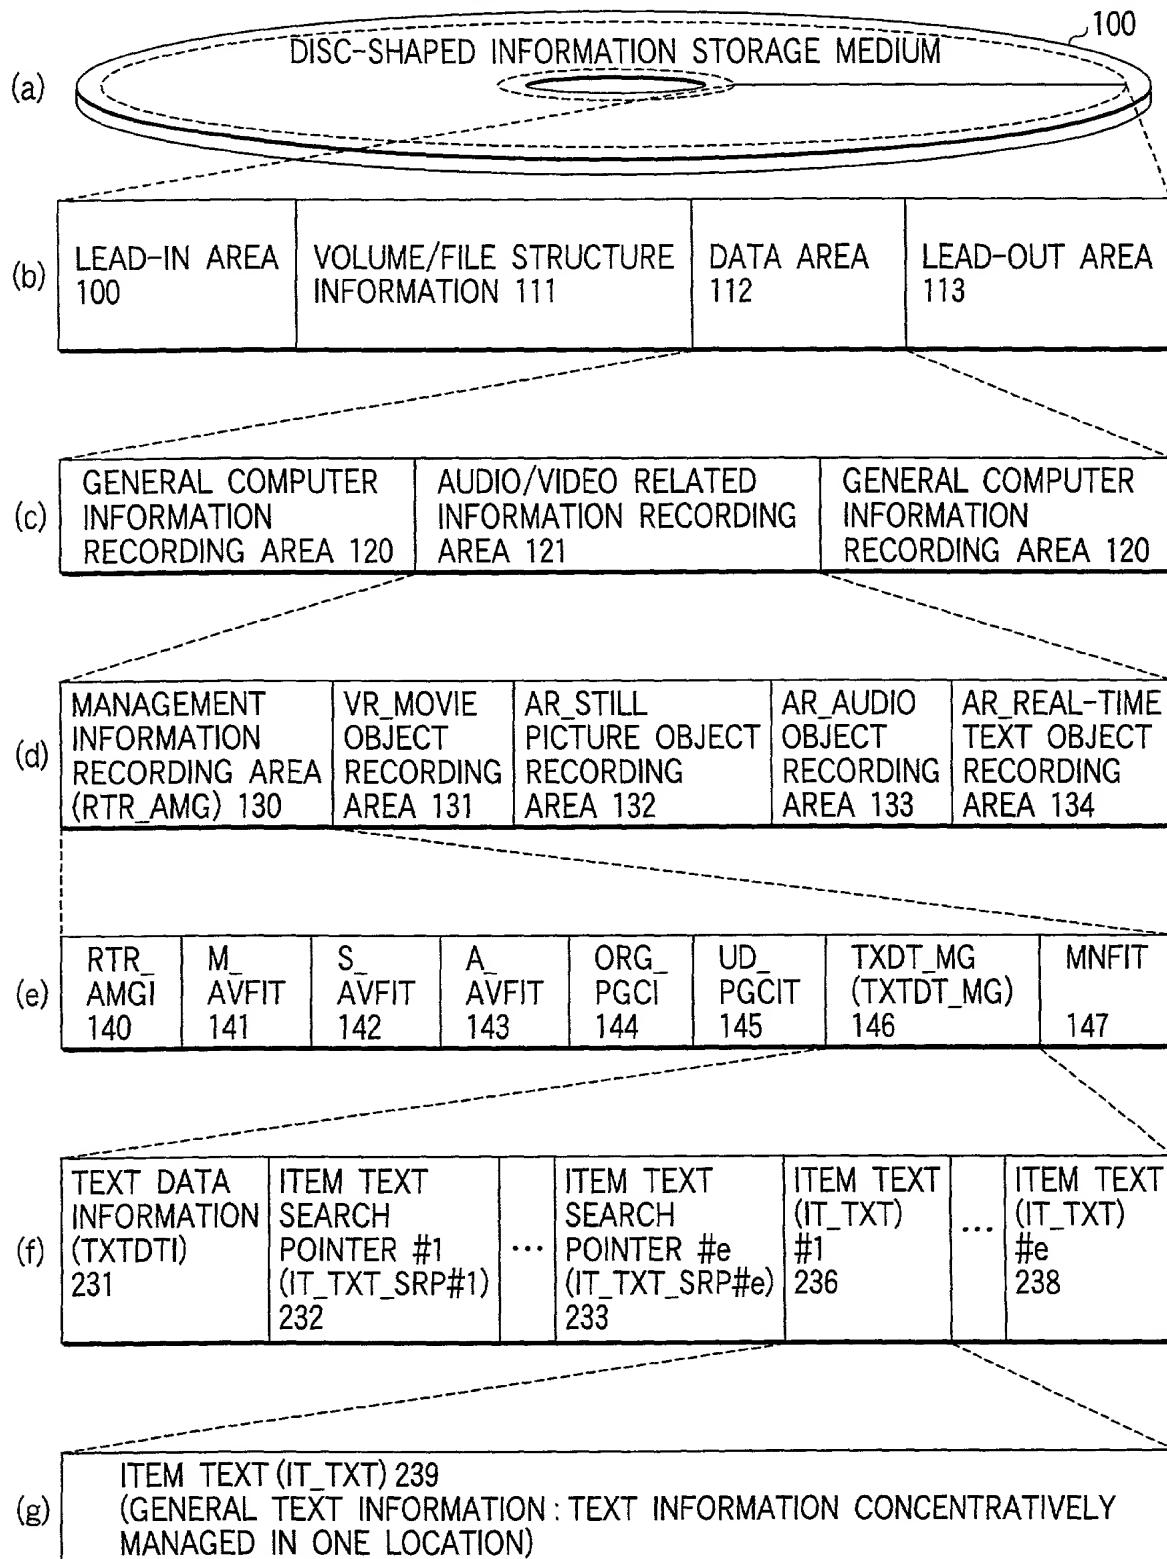 100
DISC-SHAPED INFORMATION STORAGE MEDIUM
(a)
(b)
LEAD-IN AREA
100
VOLUME/FILE STRUCTURE
INFORMATION 111
DATA AREA
112
LEAD-OUT AREA
113
(c)
GENERAL COMPUTER
INFORMATION
RECORDING AREA 120
AUDIO/VIDEO RELATED
INFORMATION RECORDING
AREA 121
GENERAL COMPUTER
INFORMATION
RECORDING AREA 120
(d)
MANAGEMENT
INFORMATION
RECORDING AREA
(RTR_AMG) 130
VR_MOVIE
OBJECT
RECORDING
AREA 131
AR_STILL
PICTURE OBJECT
RECORDING
AREA 132
AR_AUDIO
OBJECT
RECORDING
AREA 133
AR_REAL-TIME
TEXT OBJECT
RECORDING
AREA 134
(e)
RTR_
AMGI
140
M_
AVFIT
141
S_
AVFIT
142
A_
AVFIT
143
ORG_
PGCI
144
UD_
PGCIT
145
TXDT_MG
(TXTDT_MG)
146
MNFIT
147
(f)
TEXT DATA
INFORMATION
(TXTDTI)
231
ITEM TEXT
SEARCH
POINTER #1
(IT_TXT_SRP#1)
232
...
ITEM TEXT
SEARCH
POINTER #e
(IT_TXT_SRP#e)
233
ITEM TEXT
(IT_TXT)
#1
236
...
ITEM TEXT
(IT_TXT)
#e
238
(g)
ITEM TEXT (IT_TXT) 239
(GENERAL TEXT INFORMATION : TEXT INFORMATION CONCENTRATIVELY
MANAGED IN ONE LOCATION)